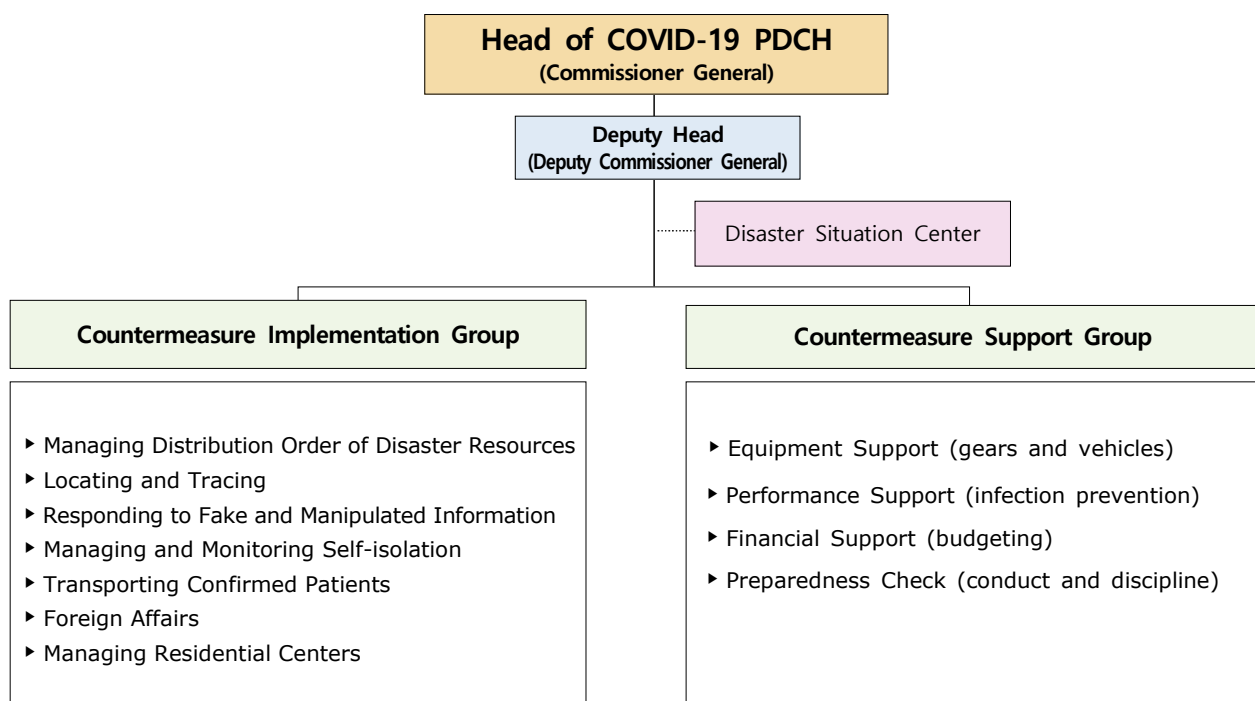 Head of COVID-19 PDCH
(Commissioner General)
Deputy Head
(Deputy Commissioner General)
Disaster Situation Center
Countermeasure Implementation Group
▶ Managing Distribution Order of Disaster Resources
▶ Locating and Tracing
▶ Responding to Fake and Manipulated Information
▶ Managing and Monitoring Self-isolation
▶ Transporting Confirmed Patients
▶ Foreign Affairs
▶ Managing Residential Centers
Countermeasure Support Group
▶ Equipment Support (gears and vehicles)
▶ Performance Support (infection prevention)
▶ Financial Support (budgeting)
▶ Preparedness Check (conduct and discipline)